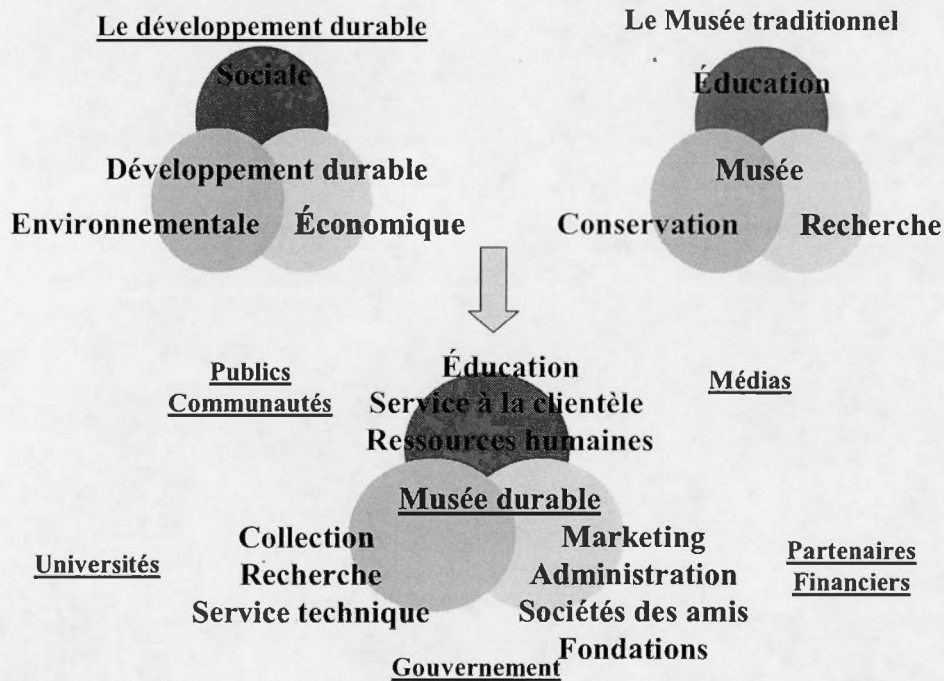 Le développement durable
Sociale
Développement durable
Environnementale
Économique
Le Musée traditionnel
Éducation
Musée
Conservation
Recherche
Publics
Communautés
Éducation
Service à la clientèle
Ressources humaines
Médias
Musée durable
Universités
Collection
Recherche
Service technique
Marketing
Administration
Sociétés des amis
Fondations
Partenaires
Financiers
Gouvernement